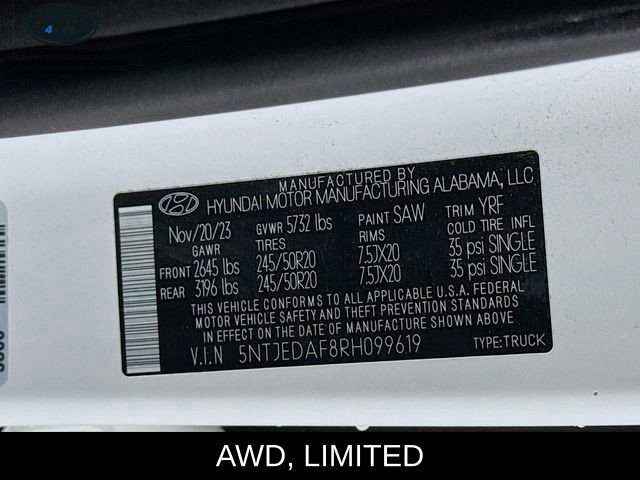 MANUFACTURED BY
HYUNDAI MOTOR MANUFACTURING ALABAMA, LLC
Nov/20/23 GVWR 5732 lbs PAINT SAW TRIM YRF
GAWR TIRES RIMS COLD TIRE INFL
FRONT 2645 lbs 245/50R20 7.5JX20 35 psi SINGLE
REAR 3196 lbs 245/50R20 7.5JX20 35 psi SINGLE
THIS VEHICLE CONFORMS TO ALL APPLICABLE U.S.A. FEDERAL
MOTOR VEHICLE SAFETY AND THEFT PREVENTION STANDARDS
IN EFFECT ON THE DATE OF MANUFACTURE SHOWN ABOVE.
V.I.N 5NTJEDAF8RH099619 TYPE:TRUCK
AWD, LIMITED